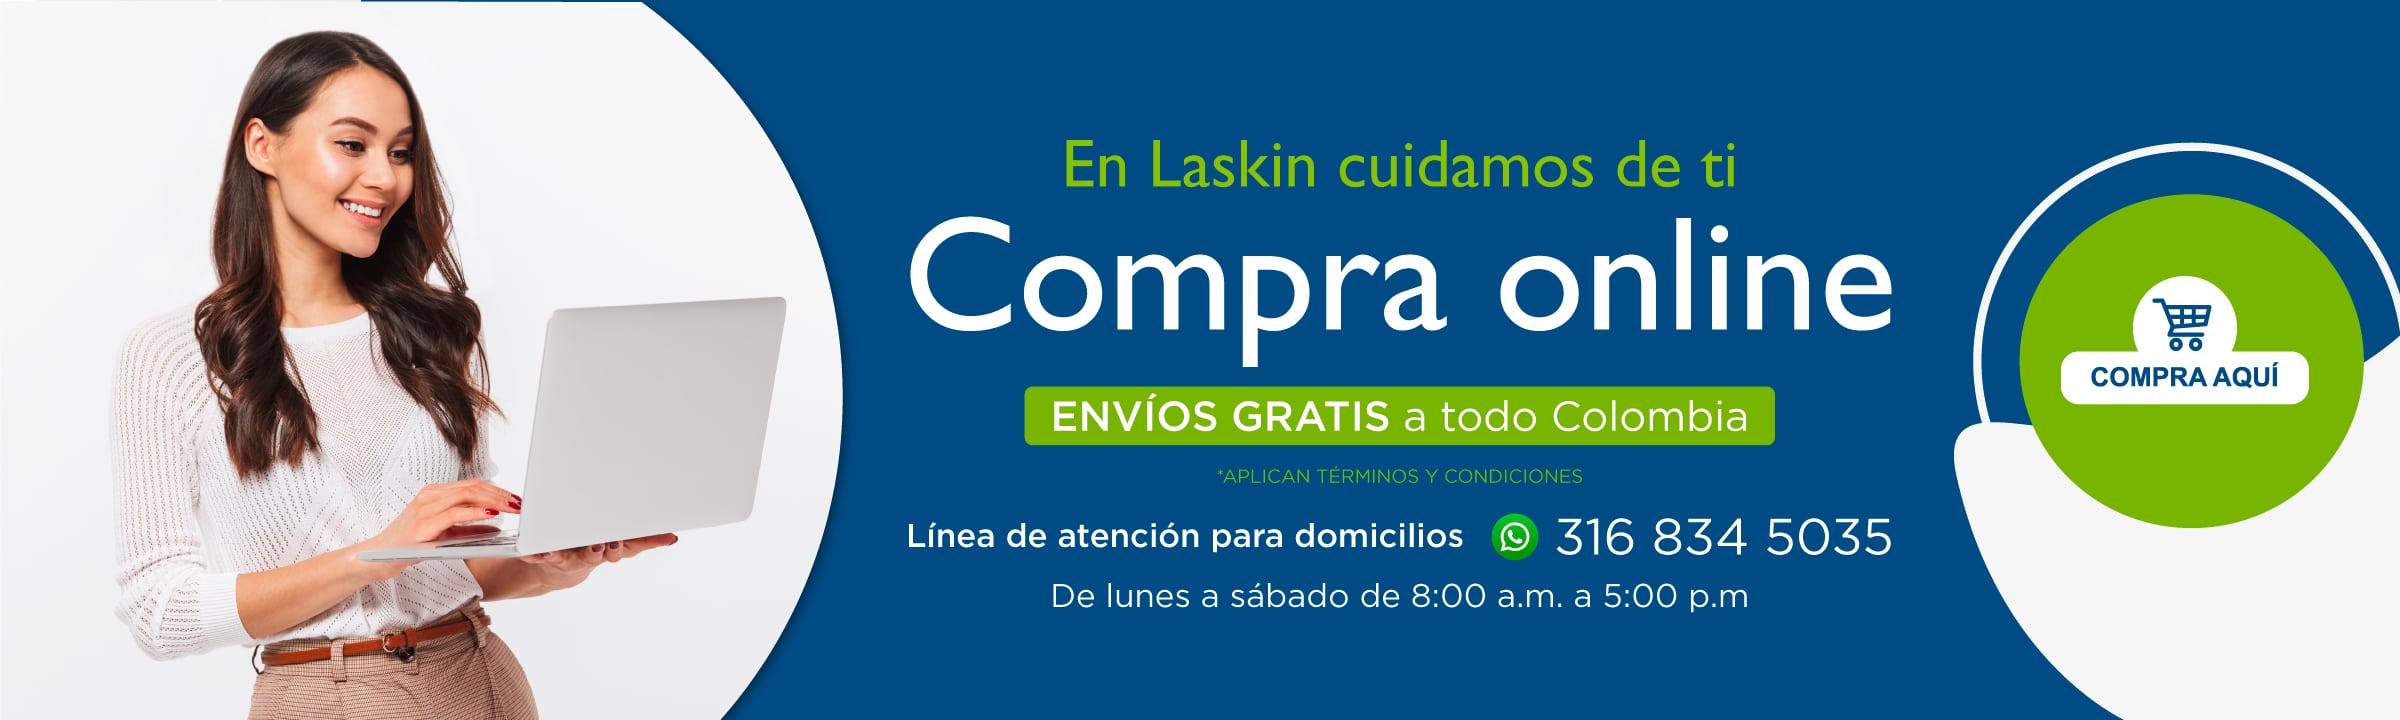 En Laskin cuidamos de ti
Compra online
ENVÍOS GRATIS a todo Colombia
*APLICAN TÉRMINOS Y CONDICIONES
Línea de atención para domicilios 316 834 5035
De lunes a sábado de 8:00 a.m. a 5:00 p.m
COMPRA AQUÍ